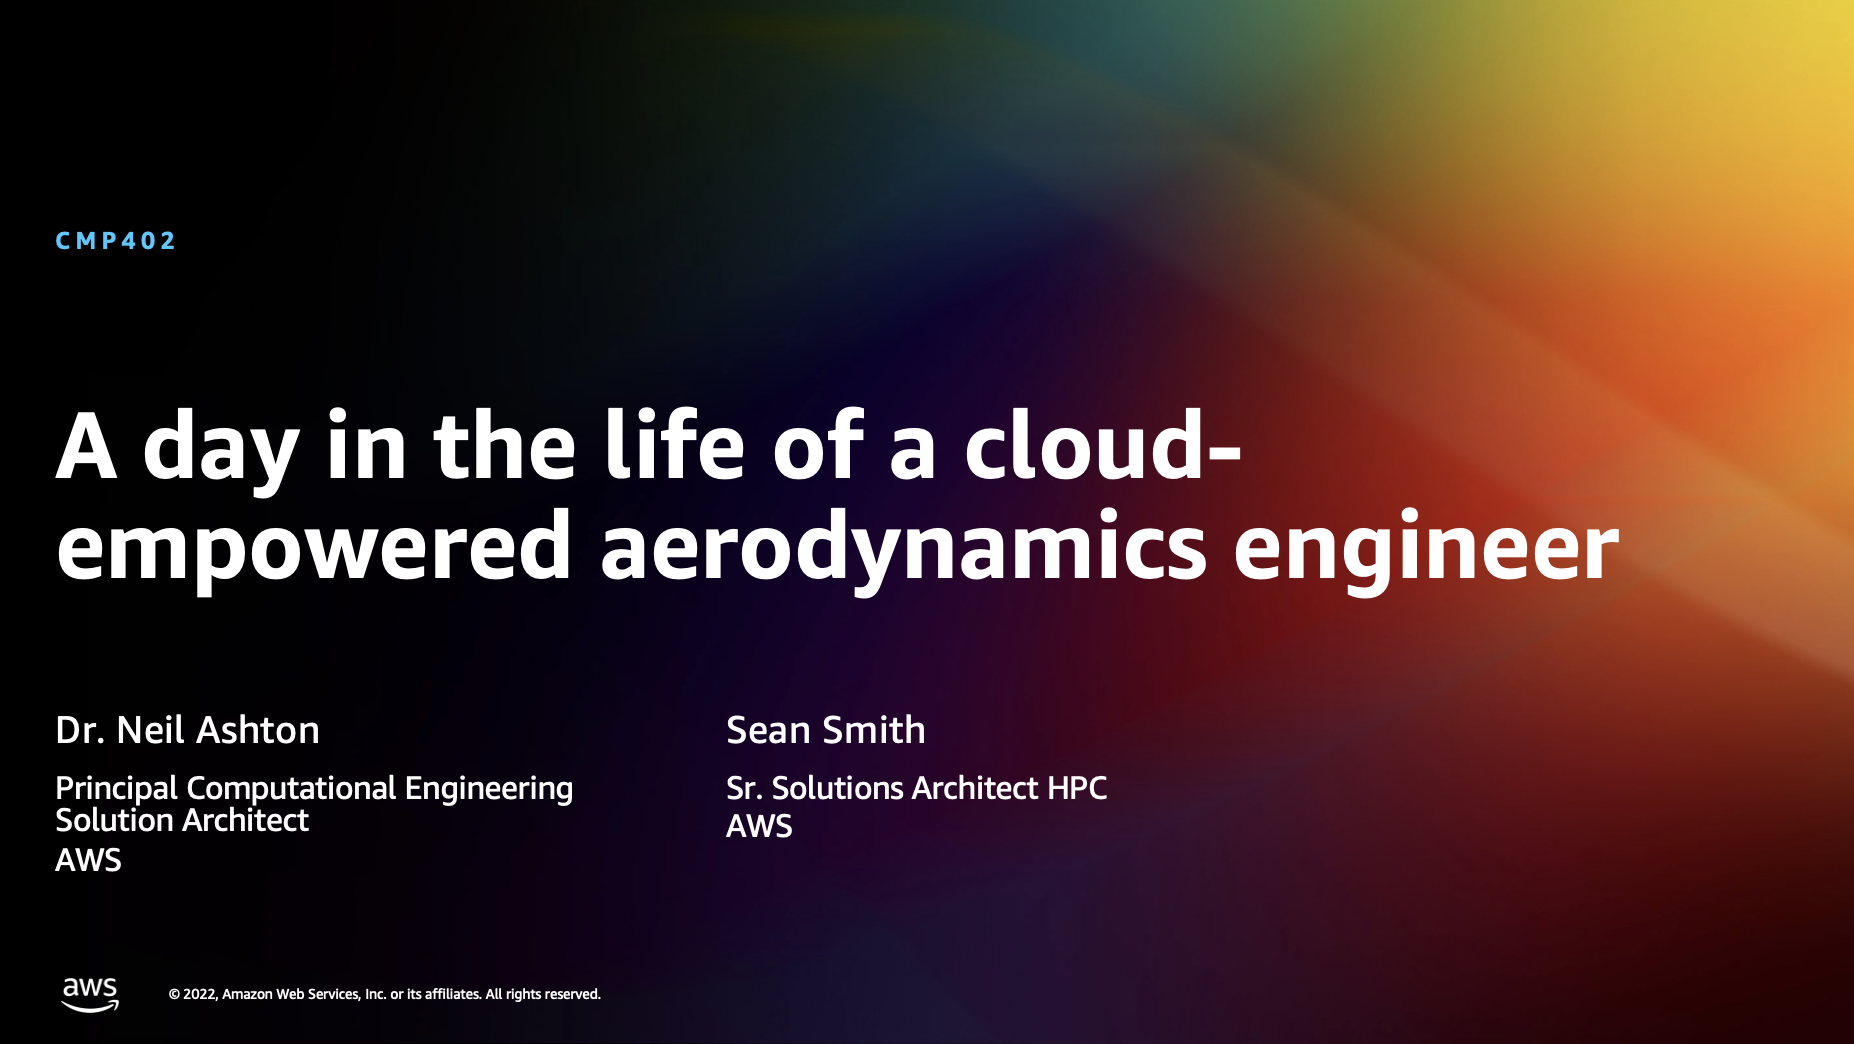 CMP402
A day in the life of a cloud-
empowered aerodynamics engineer
Dr. Neil Ashton
Principal Computational Engineering
Solution Architect
AWS
Sean Smith
Sr. Solutions Architect HPC
AWS
aws
© 2022, Amazon Web Services, Inc. or its affiliates. All rights reserved.